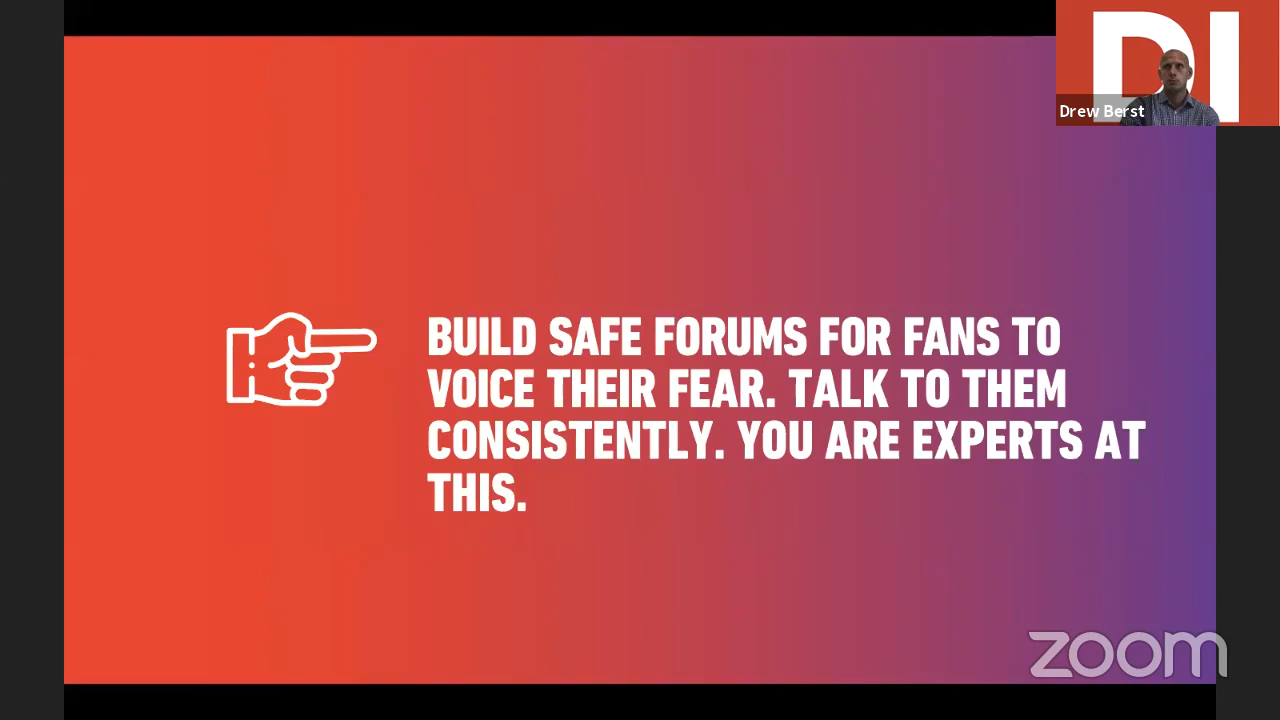 DI
Drew Berst
BUILD SAFE FORUMS FOR FANS TO
VOICE THEIR FEAR. TALK TO THEM
CONSISTENTLY. YOU ARE EXPERTS AT
THIS.
zoom